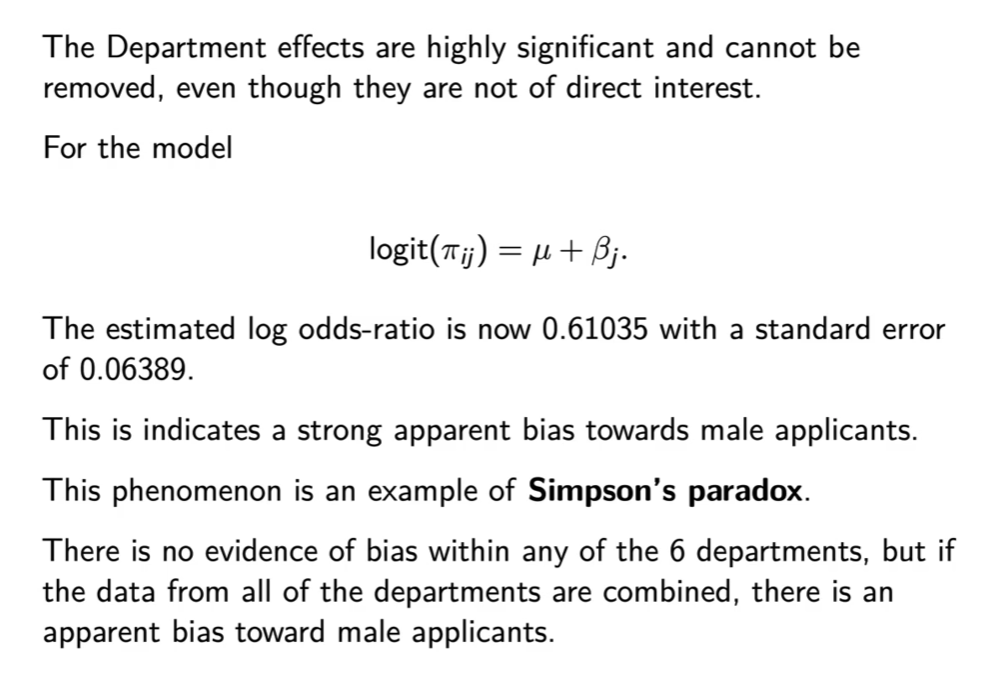 The Department effects are highly significant and cannot be
removed, even though they are not of direct interest.
For the model
logit(π_{ij}) = μ + β_j.
The estimated log odds-ratio is now 0.61035 with a standard error
of 0.06389.
This is indicates a strong apparent bias towards male applicants.
This phenomenon is an example of Simpson's paradox.
There is no evidence of bias within any of the 6 departments, but if
the data from all of the departments are combined, there is an
apparent bias toward male applicants.